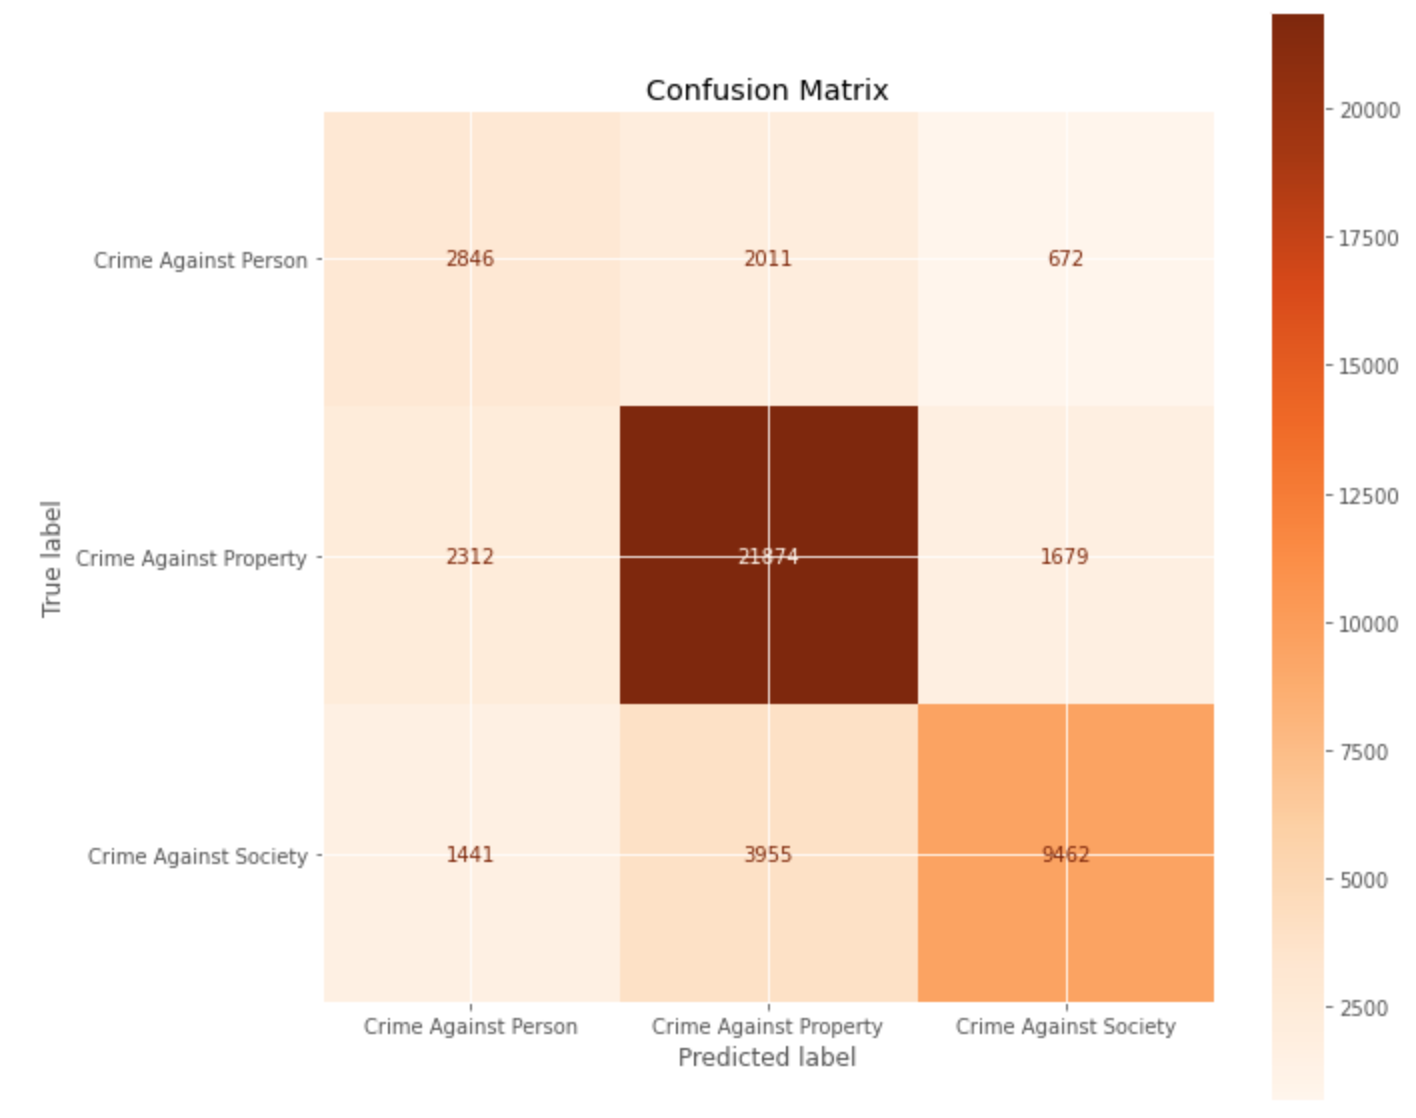 Confusion Matrix
Crime Against Person
2846
2011
672
Crime Against Property
2312
21874
1679
Crime Against Society
1441
3955
9462
Crime Against Person
Crime Against Property
Crime Against Society
Predicted label
True label
20000
17500
15000
12500
10000
7500
5000
2500